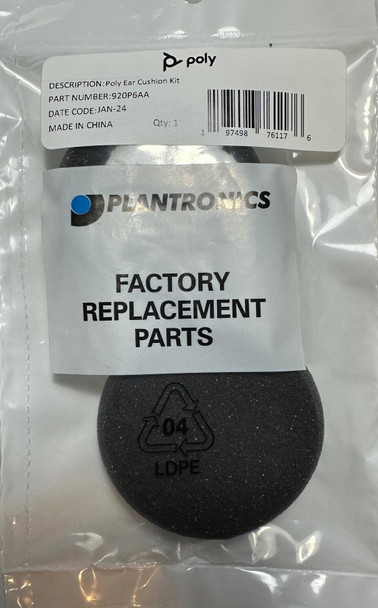 poly
DESCRIPTION:Poly Ear Cushion Kit
PART NUMBER:920P6AA
DATE CODE:JAN-24
MADE IN CHINA
Qty: 1
1 97498 76117 6
PLANTRONICS
FACTORY
REPLACEMENT
PARTS
04
LDPE